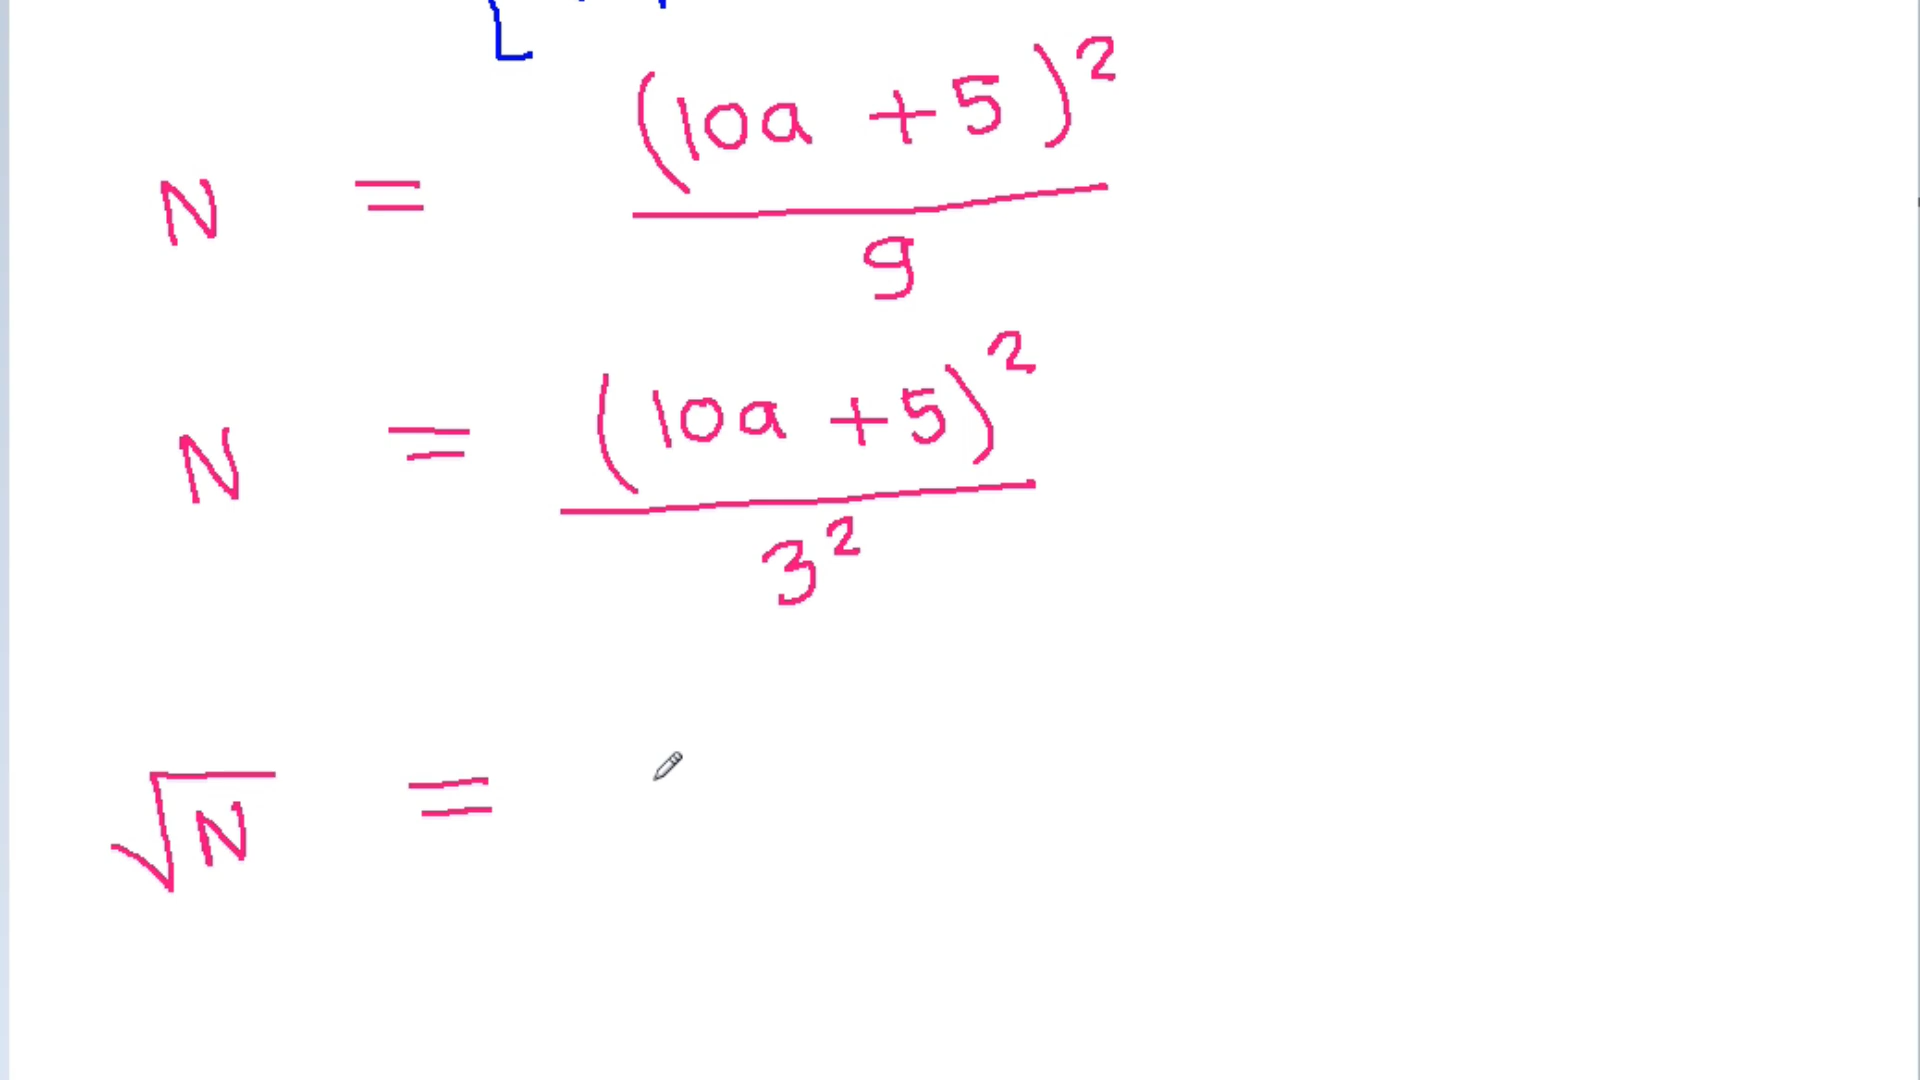 N = (10a + 5)² / 9
N = (10a + 5)² / 3²
√N =